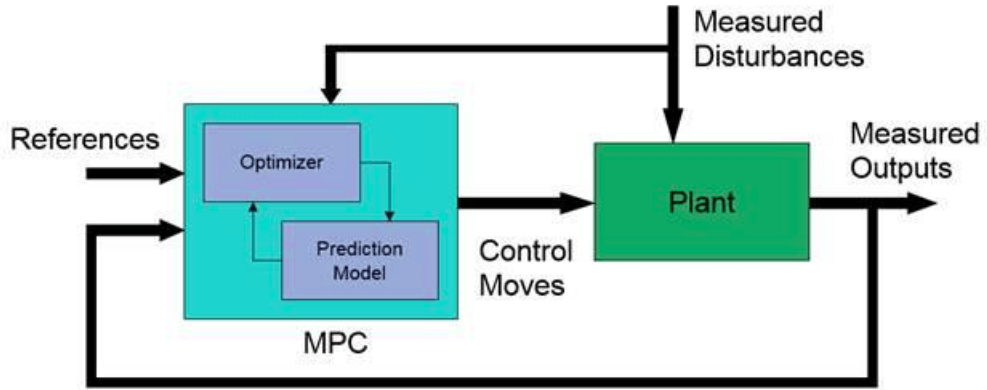 Measured
Disturbances
References
Optimizer
Prediction
Model
MPC
Control
Moves
Plant
Measured
Outputs